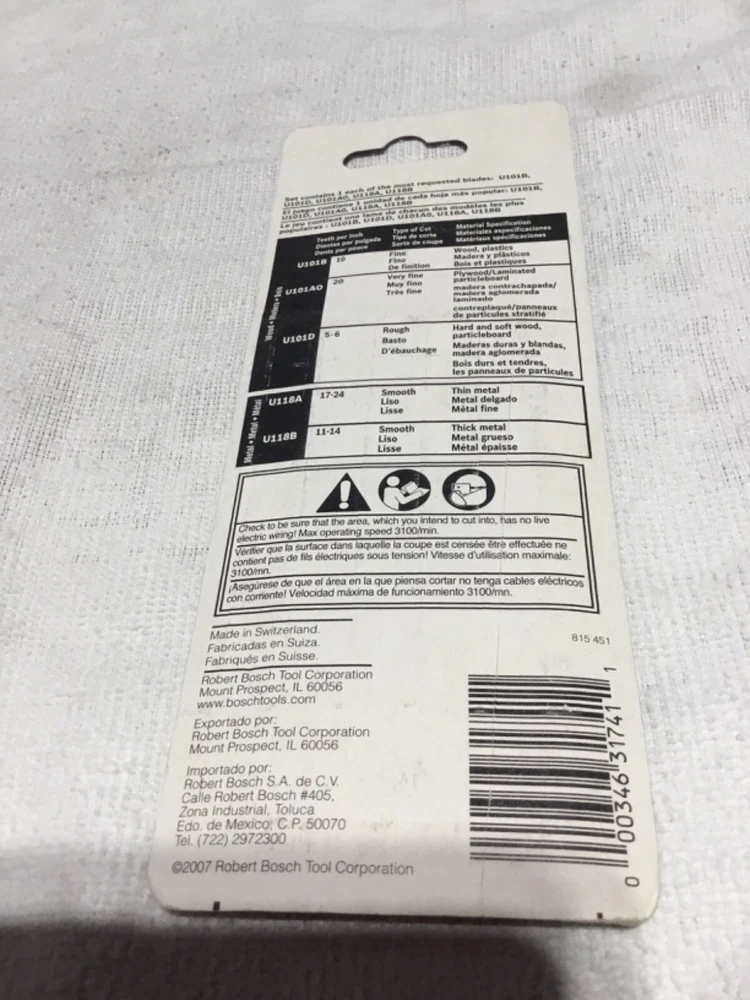 Set contains 1 each of the most requested blades: U101B,
U101D, U101AO, U118A, U118B
El juego contiene 1 unidad de cada hoja más popular: U101B,
U101D, U101AO, U118A, U118B
Le jeu contient une lame de chacun des modèles les plus
populaires : U101B, U101D, U101AO, U118A, U118B
Teeth per inch
Dientes por pulgada
Dents par pouce
Type of Cut
Tipo de corte
Sorte de coupe
Material Specification
Materiales especificaciones
Matériaux spécificaciones
Wood • Madera • Bois
U101B 10
Fine
Fino
De finition
Wood, plastics
Madera y plásticos
Bois et plastiques
U101AO 20
Very fine
Muy fino
Très fine
Plywood/Laminated
particleboard
madera contrachapada/
madera aglomerada
laminado
contreplaqué/panneaux
de particules stratifié
U101D 5-6
Rough
Basto
D'ébauchage
Hard and soft wood,
particleboard
Maderas duras y blandas,
madera aglomerada
Bois durs et tendres,
les panneaux de particules
Metal • Metal • Métal
U118A 17-24
Smooth
Liso
Lisse
Thin metal
Metal delgado
Métal fine
U118B 11-14
Smooth
Liso
Lisse
Thick metal
Metal grueso
Métal épaisse
Check to be sure that the area, which you intend to cut into, has no live
electric wiring! Max operating speed 3100/min.
Vérifier que la surface dans laquelle la coupe est censée être effectuée ne
contient pas de fils électriques sous tension! Vitesse d'utilisation maximale:
3100/mn.
¡Asegúrese de que el área en la que piensa cortar no tenga cables eléctricos
con corriente! Velocidad máxima de funcionamiento 3100/mn.
Made in Switzerland.
Fabricadas en Suiza.
Fabriqués en Suisse.
815 451
Robert Bosch Tool Corporation
Mount Prospect, IL 60056
www.boschtools.com
Exportado por:
Robert Bosch Tool Corporation
Mount Prospect, IL 60056
Importado por:
Robert Bosch S.A. de C.V.
Calle Robert Bosch #405,
Zona Industrial, Toluca
Edo. de Mexico, C.P. 50070
Tel. (722) 2972300
©2007 Robert Bosch Tool Corporation
0 00346 31741 1